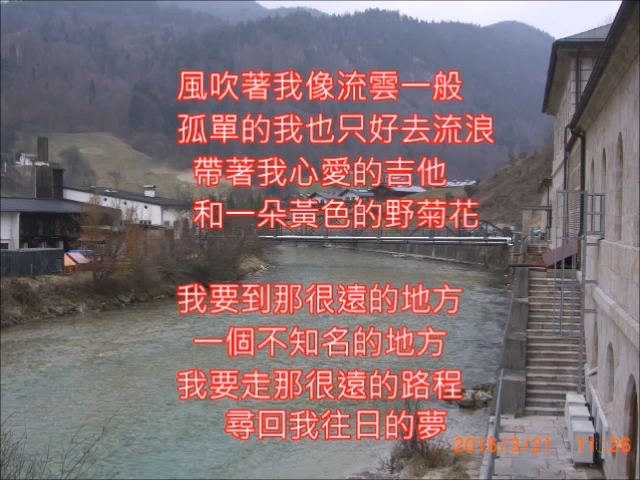 風吹著我像流雲一般
孤單的我也只好去流浪
帶著我心愛的吉他
和一朵黃色的野菊花
我要到那很遠的地方
一個不知名的地方
我要走那很遠的路程
尋回我往日的夢
2016/3/21 11:26